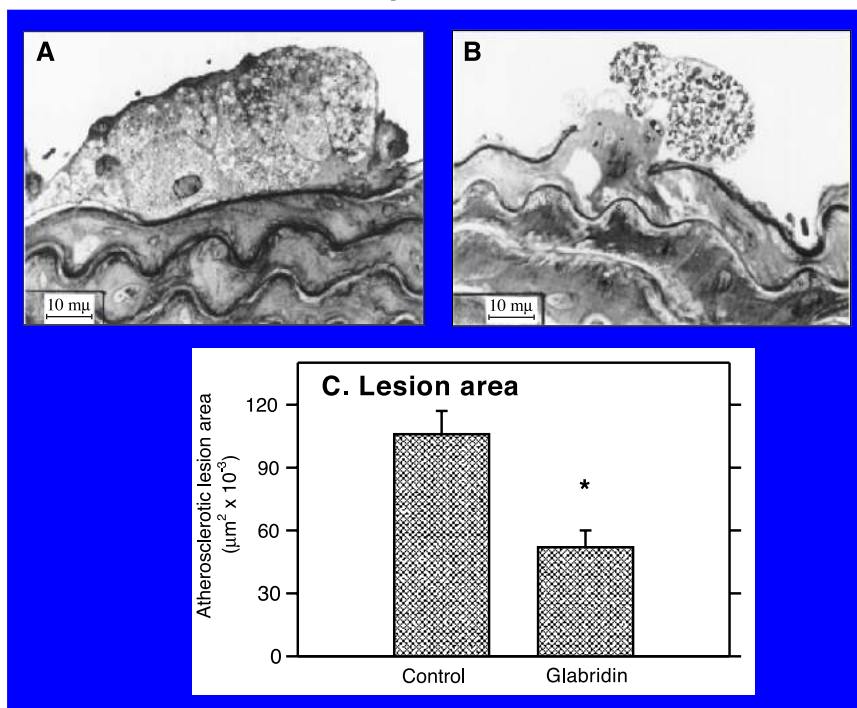 A
B
10 mμ
10 mμ
C. Lesion area
Atherosclerotic lesion area
(μm² x 10⁻³)
120
90
60
30
0
*
Control
Glabridin